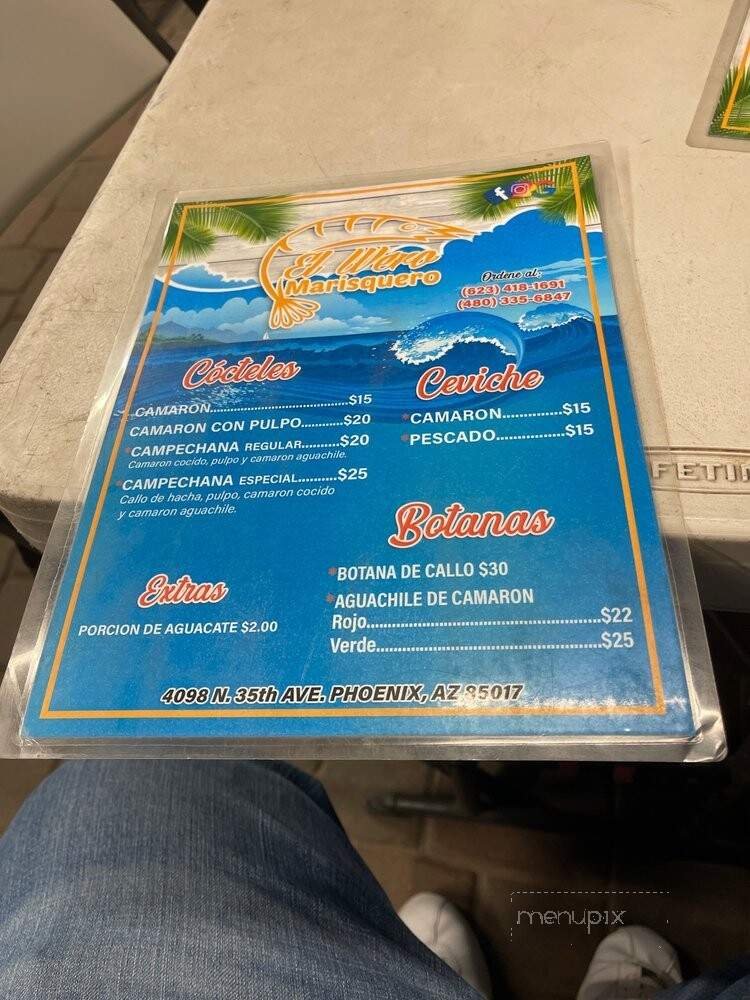 El Wero
Marisquero
Ordene al:
(623) 418-1691
(480) 335-6847
Cócteles
CAMARON....................................$15
CAMARON CON PULPO...........$20
*CAMPECHANA REGULAR..........$20
Camaron cocido, pulpo y camaron aguachile.
*CAMPECHANA ESPECIAL..........$25
Callo de hacha, pulpo, camaron cocido
y camaron aguachile.
Ceviche
*CAMARON..............$15
*PESCADO................$15
Botanas
*BOTANA DE CALLO $30
*AGUACHILE DE CAMARON
Rojo.................................................$22
Verde...............................................$25
Extras
PORCION DE AGUACATE $2.00
4098 N. 35th AVE. PHOENIX, AZ 85017
FETIM
menupix